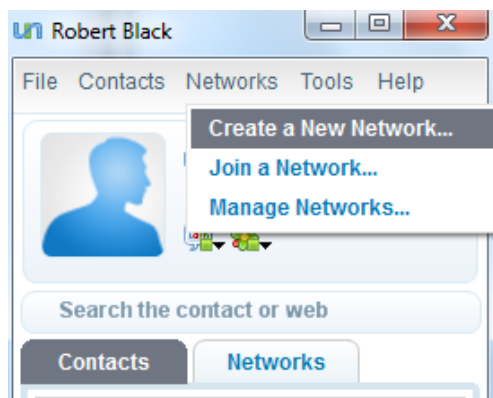 un Robert Black
File Contacts Networks Tools Help
Create a New Network...
Join a Network...
Manage Networks...
Search the contact or web
Contacts Networks